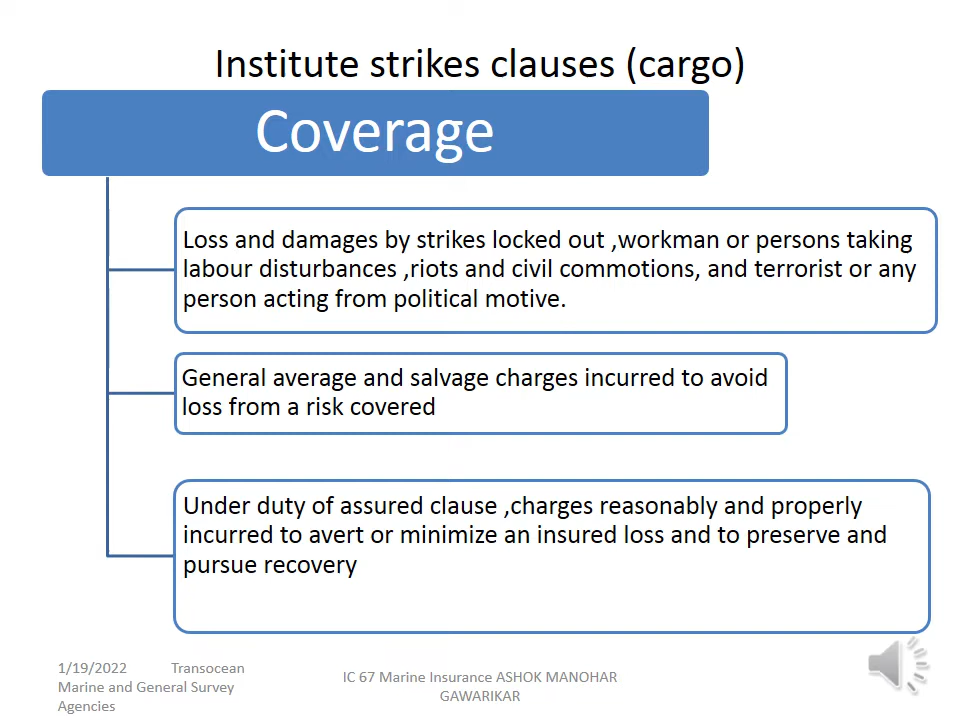 Institute strikes clauses (cargo)
Coverage
Loss and damages by strikes locked out ,workman or persons taking
labour disturbances ,riots and civil commotions, and terrorist or any
person acting from political motive.
General average and salvage charges incurred to avoid
loss from a risk covered
Under duty of assured clause ,charges reasonably and properly
incurred to avert or minimize an insured loss and to preserve and
pursue recovery
1/19/2022 Transocean
Marine and General Survey
Agencies
IC 67 Marine Insurance ASHOK MANOHAR
GAWARIKAR